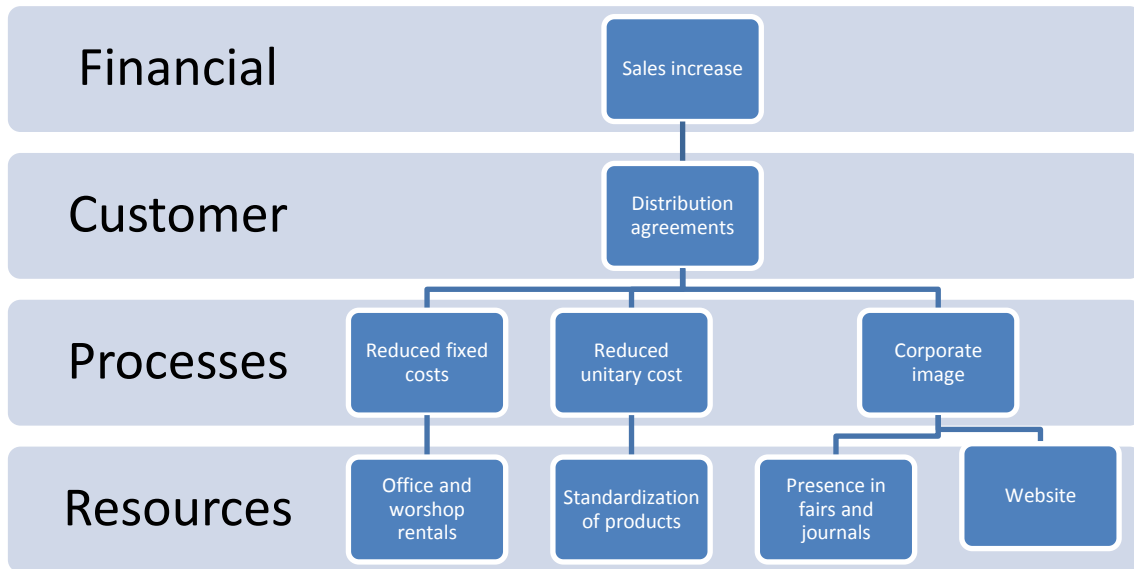 Financial
Sales increase
Customer
Distribution
agreements
Processes
Reduced fixed
costs
Reduced
unitary cost
Corporate
image
Resources
Office and
worshop
rentals
Standardization
of products
Presence in
fairs and
journals
Website